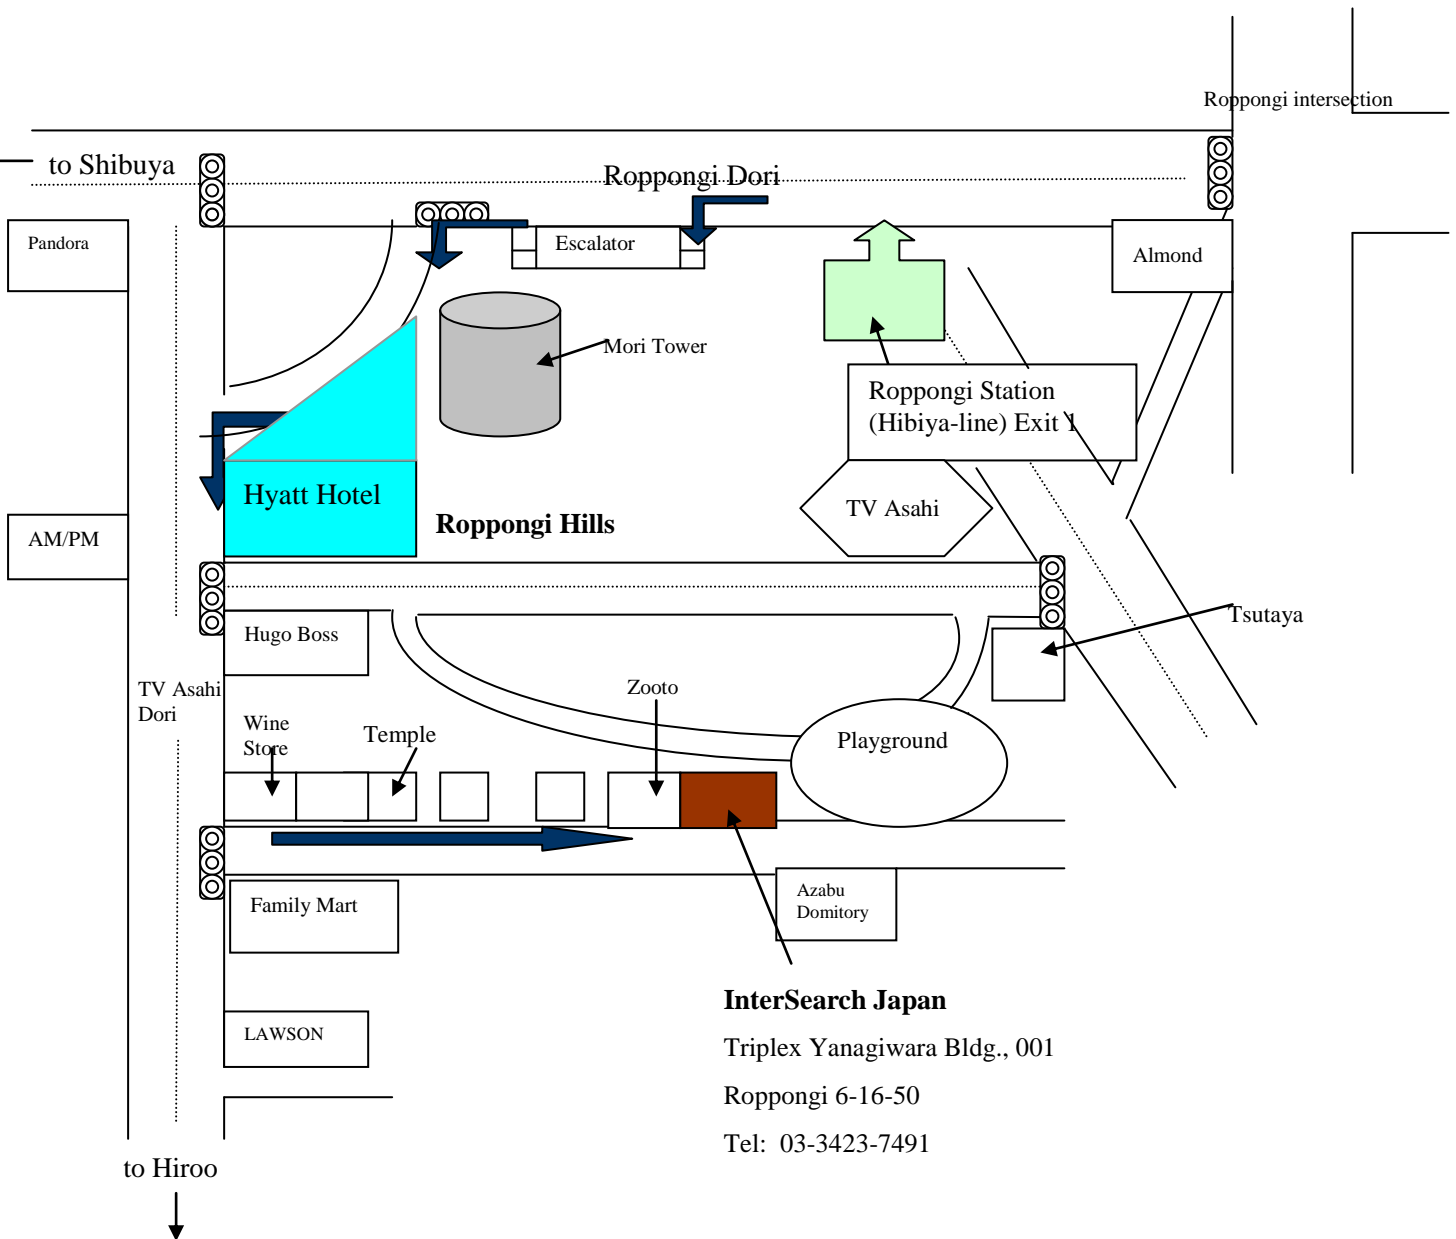 Roppongi intersection
to Shibuya
Roppongi Dori
Pandora
Escalator
Almond
Mori Tower
Roppongi Station
(Hibiya-line) Exit 1
Hyatt Hotel
Roppongi Hills
TV Asahi
AM/PM
Hugo Boss
Tsutaya
TV Asahi
Dori
Zooto
Wine
Store
Temple
Playground
Family Mart
Azabu
Domitory
InterSearch Japan
LAWSON
Triplex Yanagiwara Bldg., 001
Roppongi 6-16-50
Tel:  03-3423-7491
to Hiroo